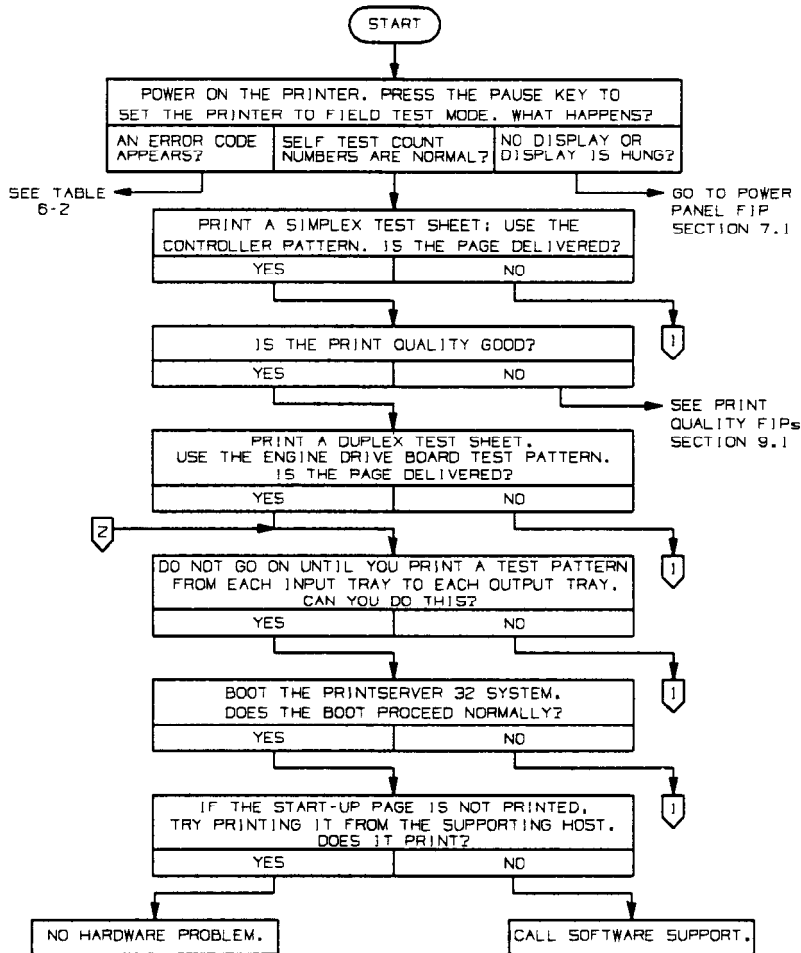 START
POWER ON THE PRINTER. PRESS THE PAUSE KEY TO
SET THE PRINTER TO FIELD TEST MODE. WHAT HAPPENS?
AN ERROR CODE
APPEARS?
SELF TEST COUNT
NUMBERS ARE NORMAL?
NO DISPLAY OR
DISPLAY IS HUNG?
SEE TABLE
6-2
GO TO POWER
PANEL FIP
SECTION 7.1
PRINT A SIMPLEX TEST SHEET; USE THE
CONTROLLER PATTERN. IS THE PAGE DELIVERED?
YES
NO
1
IS THE PRINT QUALITY GOOD?
YES
NO
SEE PRINT
QUALITY FIPs
SECTION 9.1
PRINT A DUPLEX TEST SHEET.
USE THE ENGINE DRIVE BOARD TEST PATTERN.
IS THE PAGE DELIVERED?
YES
NO
2
1
DO NOT GO ON UNTIL YOU PRINT A TEST PATTERN
FROM EACH INPUT TRAY TO EACH OUTPUT TRAY.
CAN YOU DO THIS?
YES
NO
1
BOOT THE PRINTSERVER 32 SYSTEM.
DOES THE BOOT PROCEED NORMALLY?
YES
NO
1
IF THE START-UP PAGE IS NOT PRINTED,
TRY PRINTING IT FROM THE SUPPORTING HOST.
DOES IT PRINT?
YES
NO
NO HARDWARE PROBLEM.
CALL SOFTWARE SUPPORT.